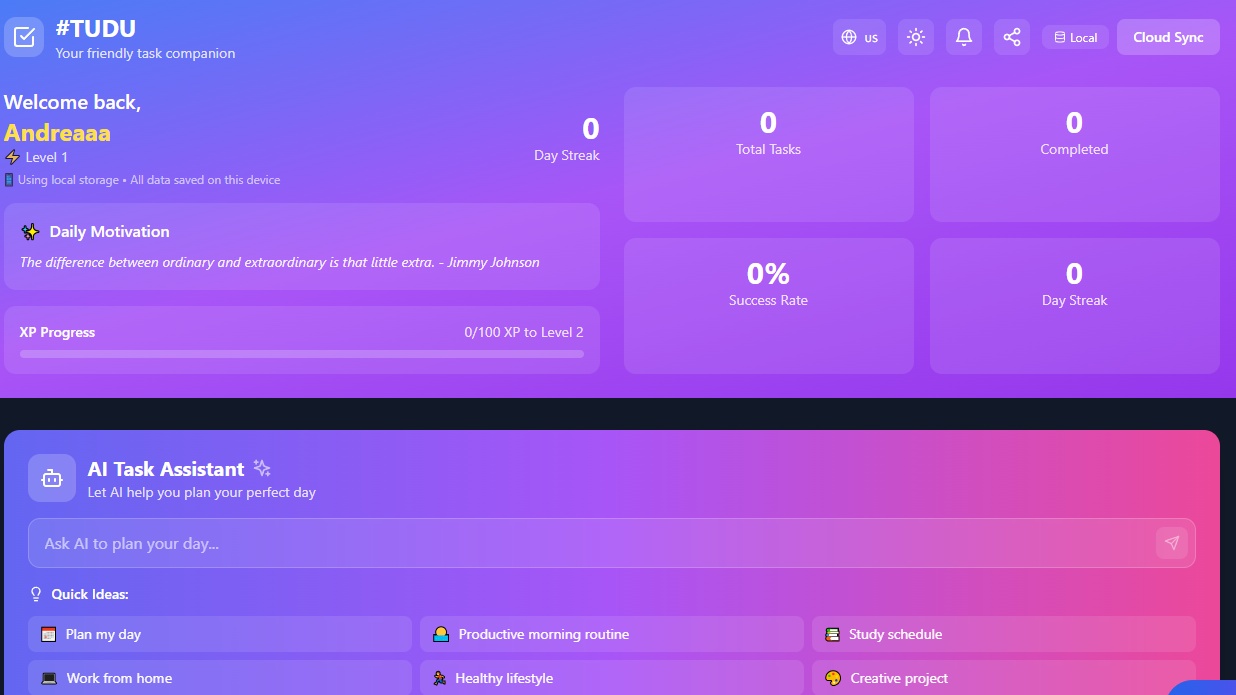 #TUDU
Your friendly task companion
us
Local
Cloud Sync
Welcome back,
Andreaaa
Level 1
Using local storage • All data saved on this device
0
Day Streak
Daily Motivation
The difference between ordinary and extraordinary is that little extra. - Jimmy Johnson
XP Progress
0/100 XP to Level 2
0
Total Tasks
0
Completed
0%
Success Rate
0
Day Streak
AI Task Assistant
Let AI help you plan your perfect day
Ask AI to plan your day...
Quick Ideas:
Plan my day
Productive morning routine
Study schedule
Work from home
Healthy lifestyle
Creative project